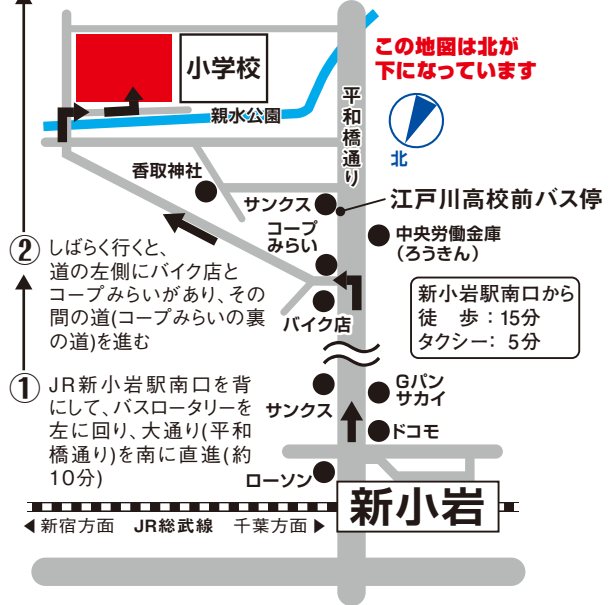 この地図は北が
下になっています
小学校
親水公園
平和橋通り
北
香取神社
サンクス
江戸川高校前バス停
コープ
みらい
中央労働金庫
(ろうきん)
② しばらく行くと、
道の左側にバイク店と
コープみらいがあり、その
間の道(コープみらいの裏
の道)を進む
バイク店
新小岩駅南口から
徒 歩：15分
タクシー： 5分
① JR新小岩駅南口を背
にして、バスロータリーを
左に回り、大通り(平和
橋通り)を南に直進(約
10分)
サンクス
Gパン
サカイ
ドコモ
ローソン
新小岩
◀新宿方面 JR総武線 千葉方面▶